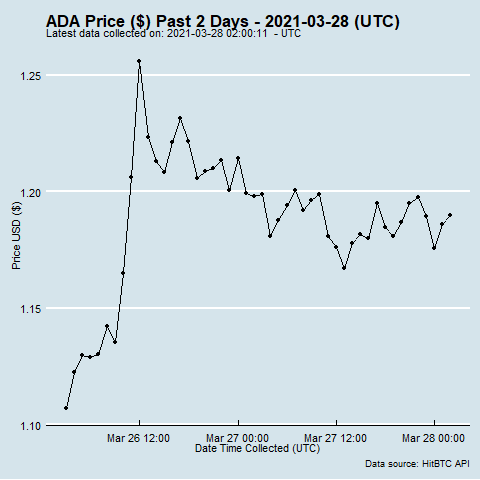 ADA Price ($) Past 2 Days - 2021-03-28 (UTC)
Latest data collected on: 2021-03-28 02:00:11  - UTC
1.25
1.20
Price USD ($)
1.15
1.10
Mar 26 12:00 Mar 27 00:00 Mar 27 12:00 Mar 28 00:00
Date Time Collected (UTC)
Data source: HitBTC API